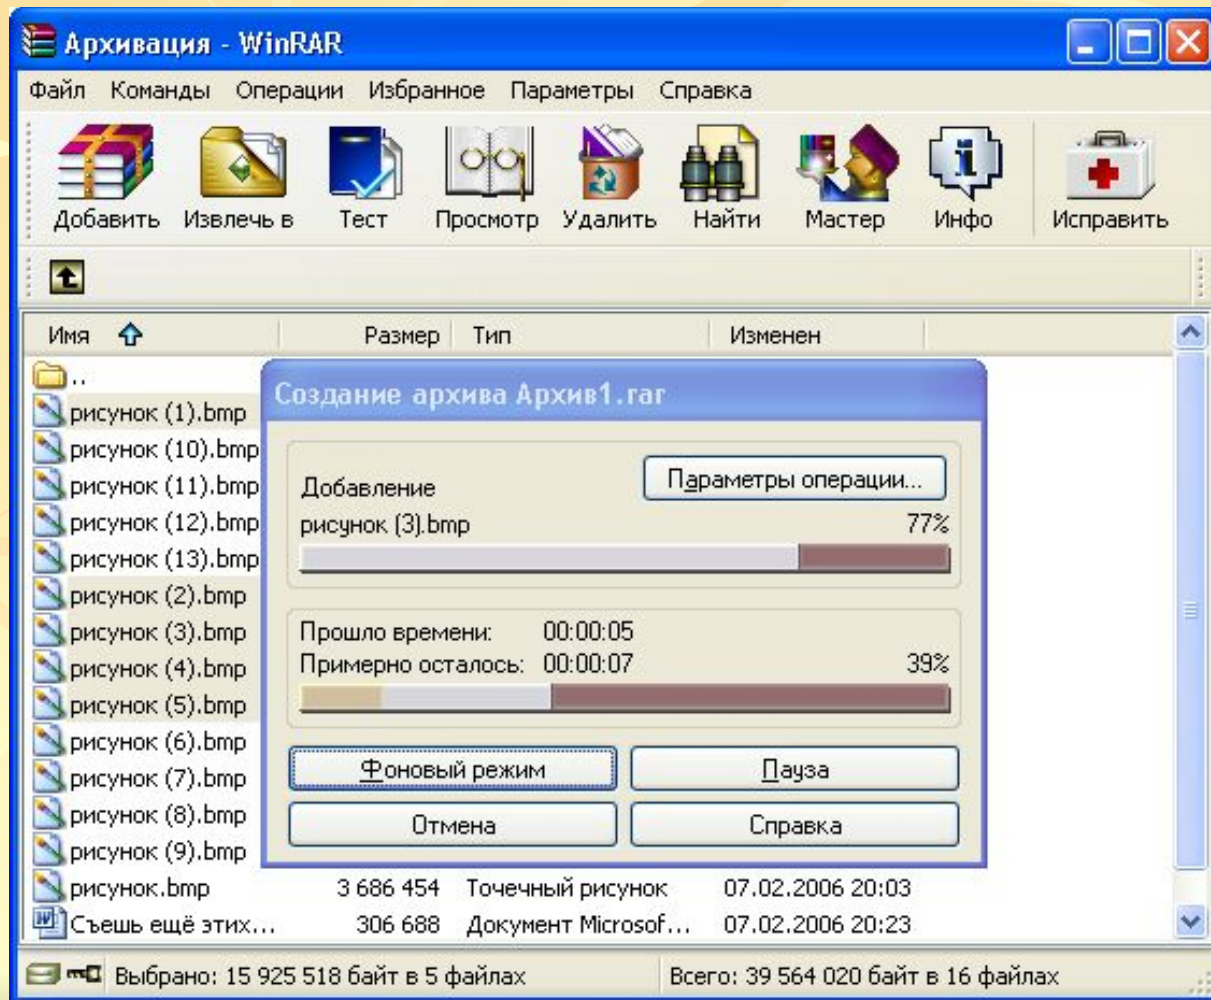 Архивация - WinRAR
Файл Команды Операции Избранное Параметры Справка
Добавить Извлечь в Тест Просмотр Удалить Найти Мастер Инфо Исправить
Имя Размер Тип Изменен
..
рисунок (1).bmp
рисунок (10).bmp
рисунок (11).bmp
рисунок (12).bmp
рисунок (13).bmp
рисунок (2).bmp
рисунок (3).bmp
рисунок (4).bmp
рисунок (5).bmp
рисунок (6).bmp
рисунок (7).bmp
рисунок (8).bmp
рисунок (9).bmp
рисунок.bmp 3 686 454 Точечный рисунок 07.02.2006 20:03
Съешь ещё этих... 306 688 Документ Microsof... 07.02.2006 20:23
Создание архива Архив1.rar
Параметры операции...
Добавление
рисунок (3).bmp 77%
Прошло времени: 00:00:05
Примерно осталось: 00:00:07 39%
Фоновый режим Пауза
Отмена Справка
Выбрано: 15 925 518 байт в 5 файлах Всего: 39 564 020 байт в 16 файлах